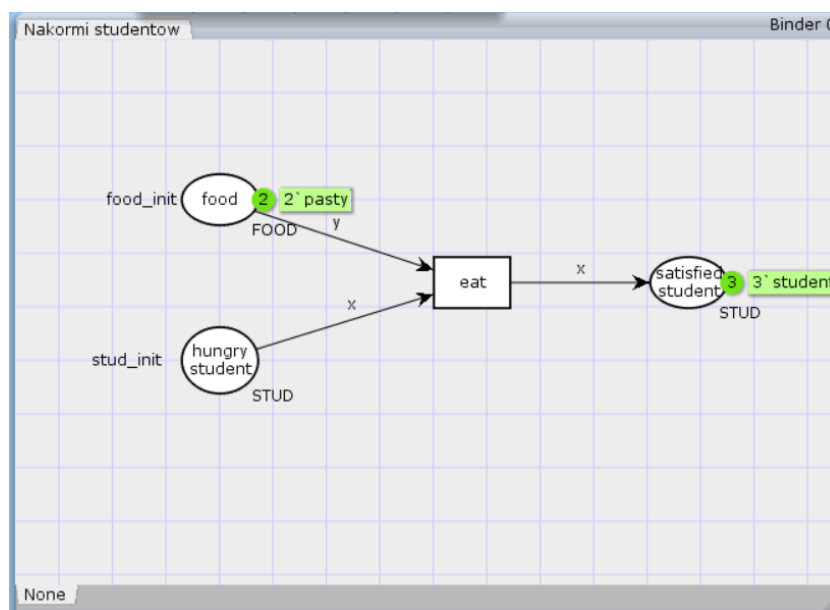 Nakormi studentow
Binder 0
food_init
food
2
2`pasty
FOOD
y
eat
x
satisfied
student
3
3`student
STUD
x
stud_init
hungry
student
STUD
None